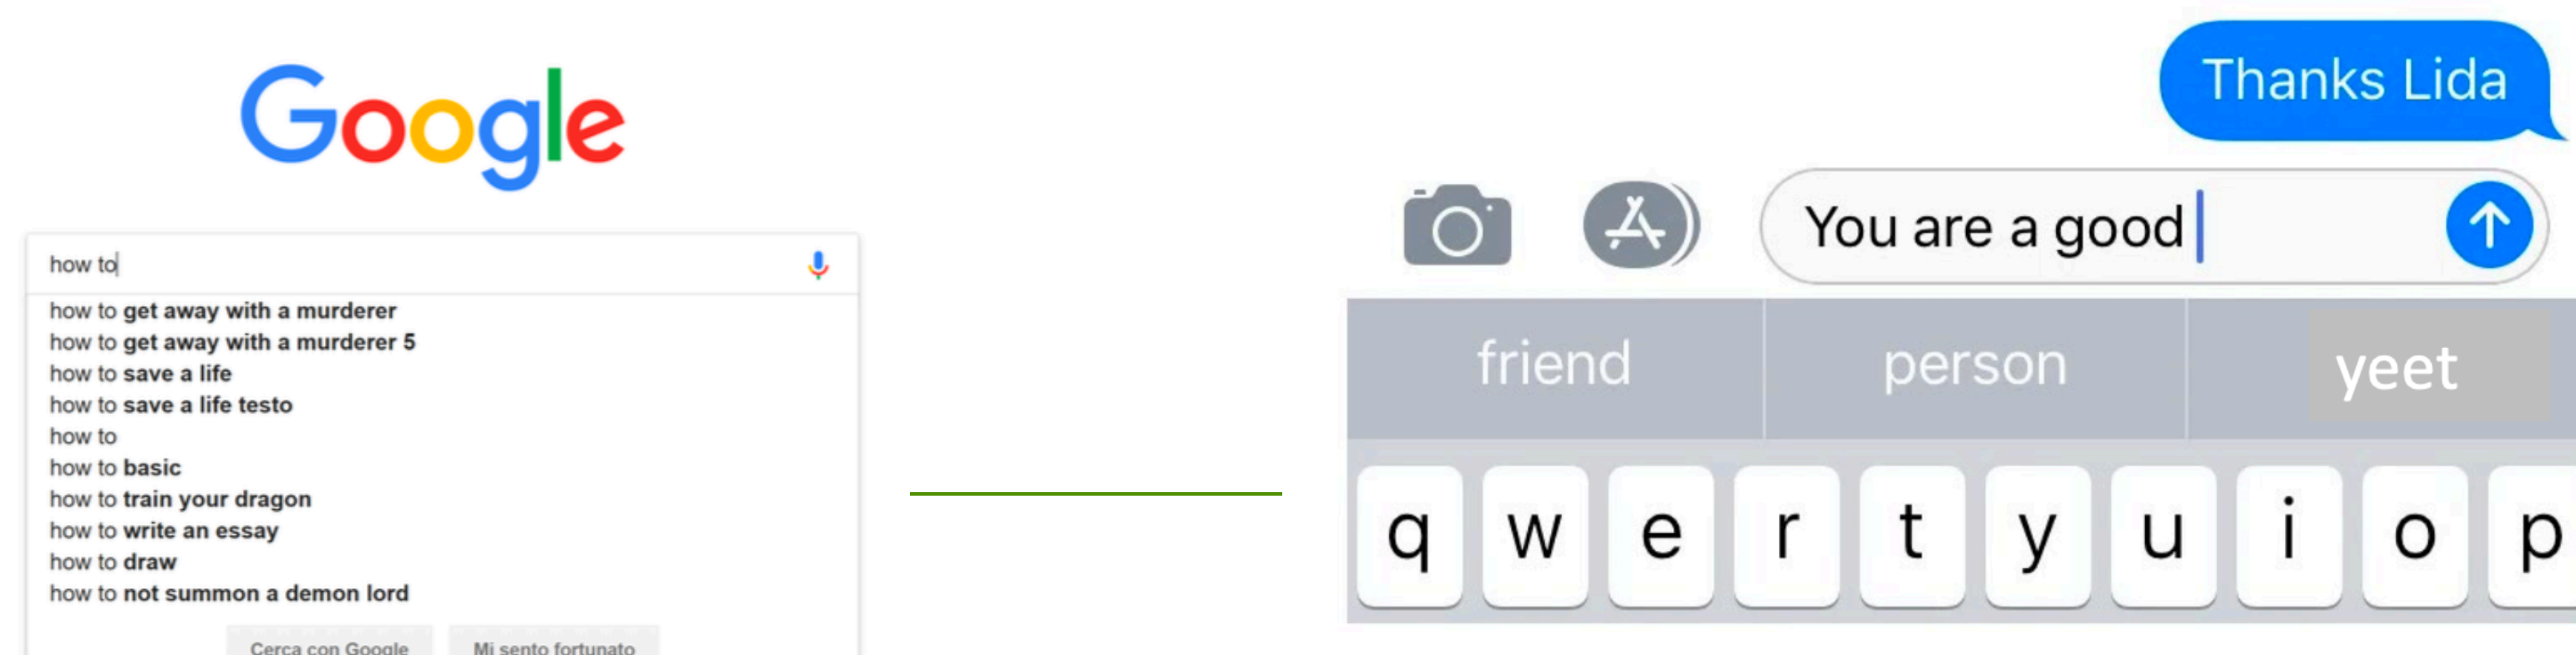 Google
how to
how to get away with a murderer
how to get away with a murderer 5
how to save a life
how to save a life testo
how to
how to basic
how to train your dragon
how to write an essay
how to draw
how to not summon a demon lord
Cerca con Google Mi sento fortunato
Thanks Lida
You are a good
friend person yeet
q w e r t y u i o p